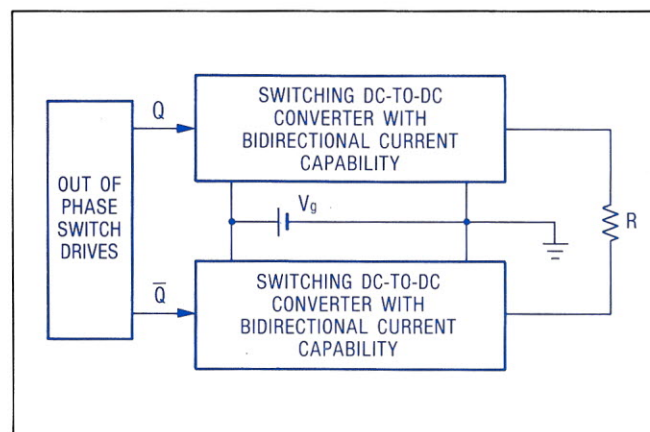 SWITCHING DC-TO-DC
CONVERTER WITH
BIDIRECTIONAL CURRENT
CAPABILITY
Q
OUT OF
PHASE
SWITCH
DRIVES
V_g
R
Q̅
SWITCHING DC-TO-DC
CONVERTER WITH
BIDIRECTIONAL CURRENT
CAPABILITY